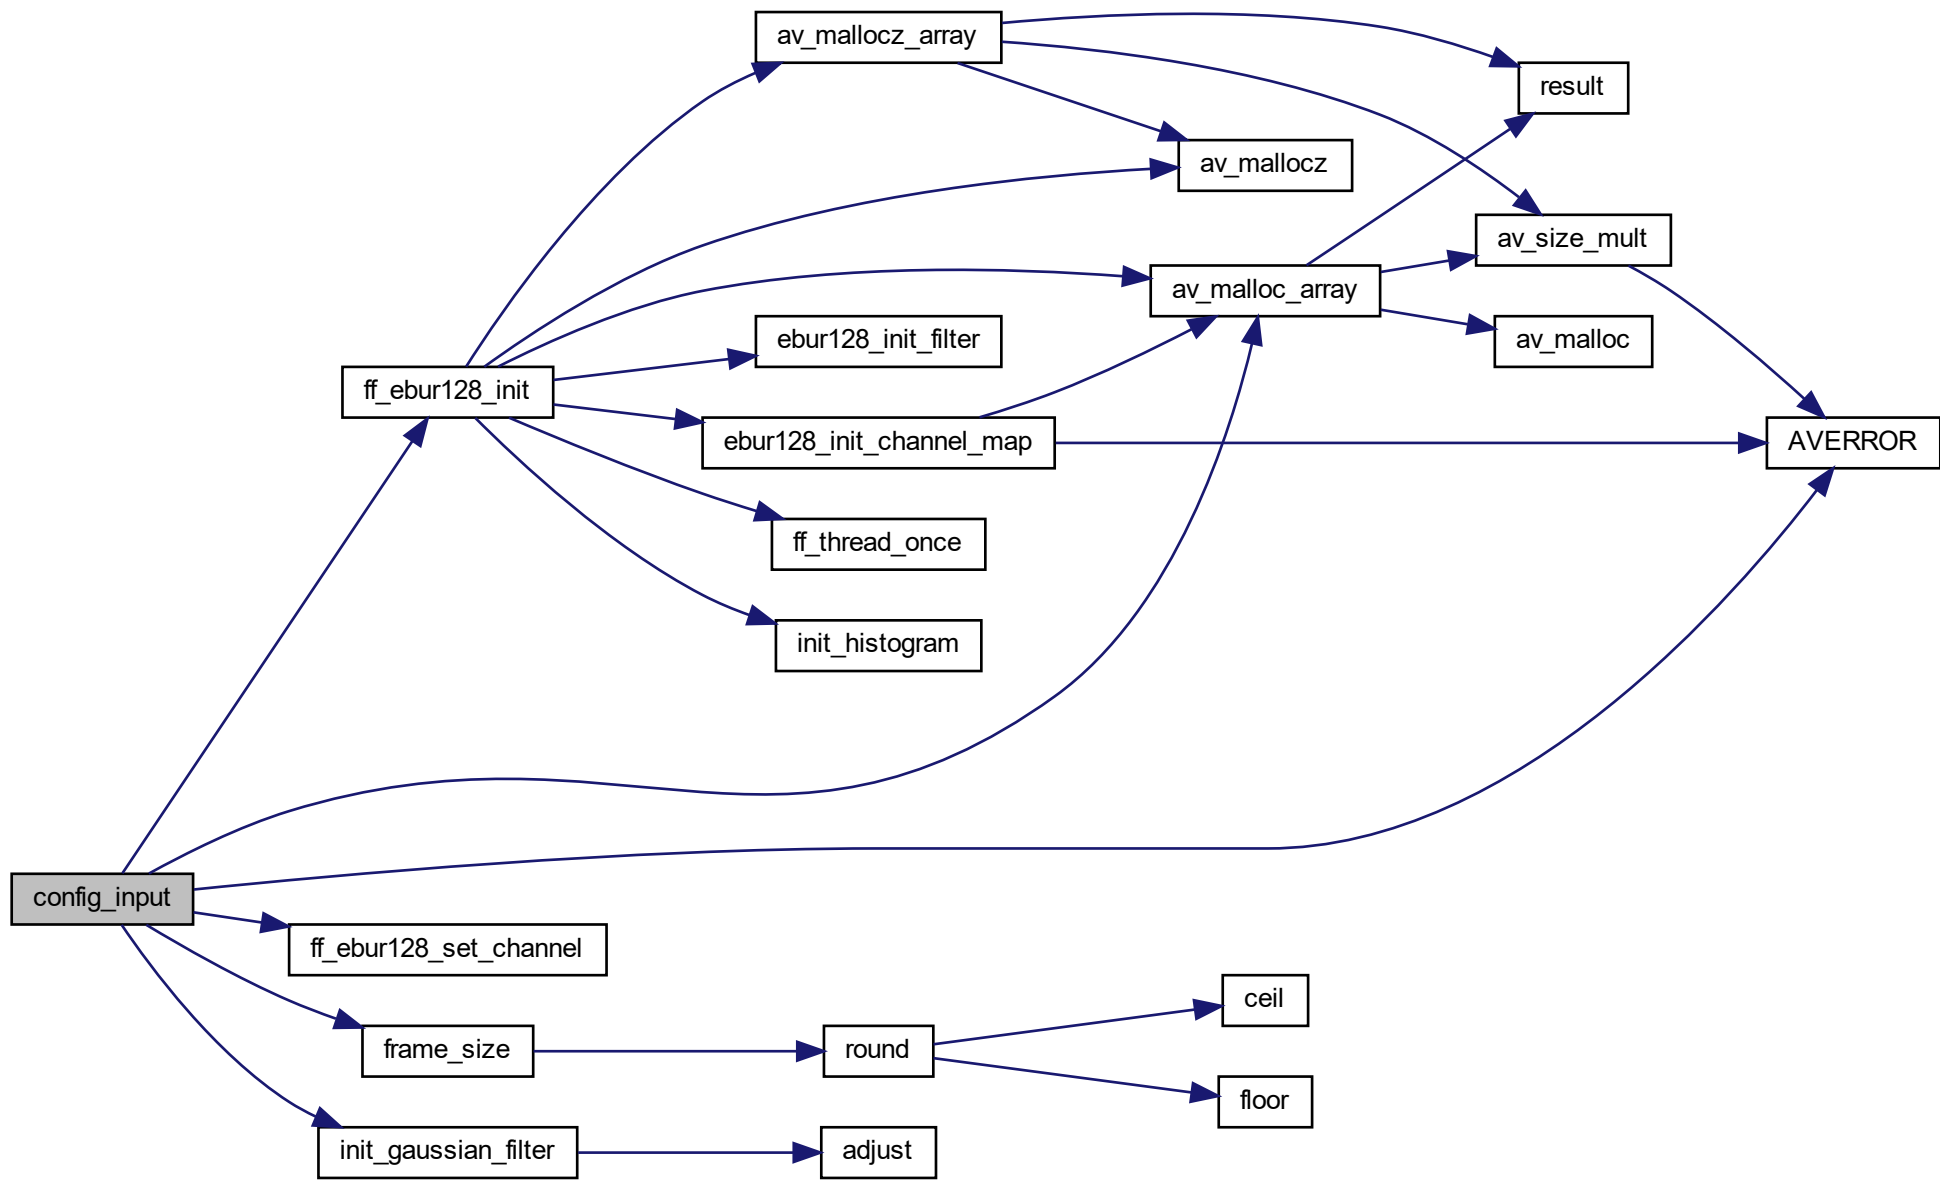 av_mallocz_array
result
av_mallocz
av_size_mult
av_malloc_array
ebur128_init_filter
av_malloc
ff_ebur128_init
ebur128_init_channel_map
AVERROR
ff_thread_once
init_histogram
config_input
ff_ebur128_set_channel
ceil
frame_size
round
floor
init_gaussian_filter
adjust